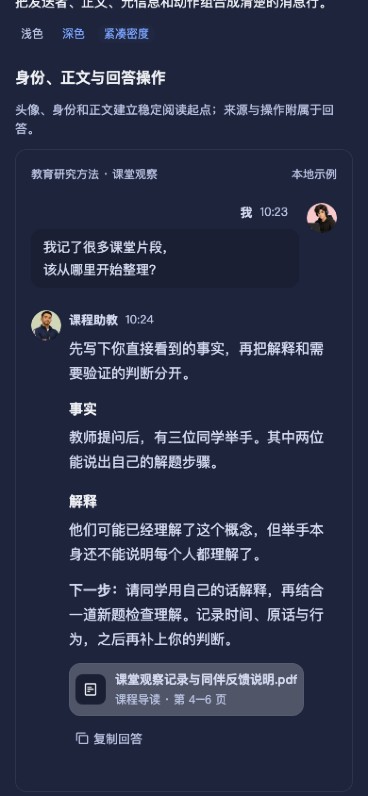 把发送者、正文、元信息和动作组合成清楚的消息行。
浅色 深色 紧凑密度
身份、正文与回答操作
头像、身份和正文建立稳定阅读起点；来源与操作附属于回
答。
教育研究方法 · 课堂观察 本地示例
我 10:23
我记了很多课堂片段，
该从哪里开始整理？
课程助教 10:24
先写下你直接看到的事实，再把解释和需
要验证的判断分开。
事实
教师提问后，有三位同学举手。其中两位
能说出自己的解题步骤。
解释
他们可能已经理解了这个概念，但举手本
身还不能说明每个人都理解了。
下一步：请同学用自己的话解释，再结合
一道新题检查理解。记录时间、原话与行
为，之后再补上你的判断。
课堂观察记录与同伴反馈说明.pdf
课程导读 · 第 4–6 页
复制回答